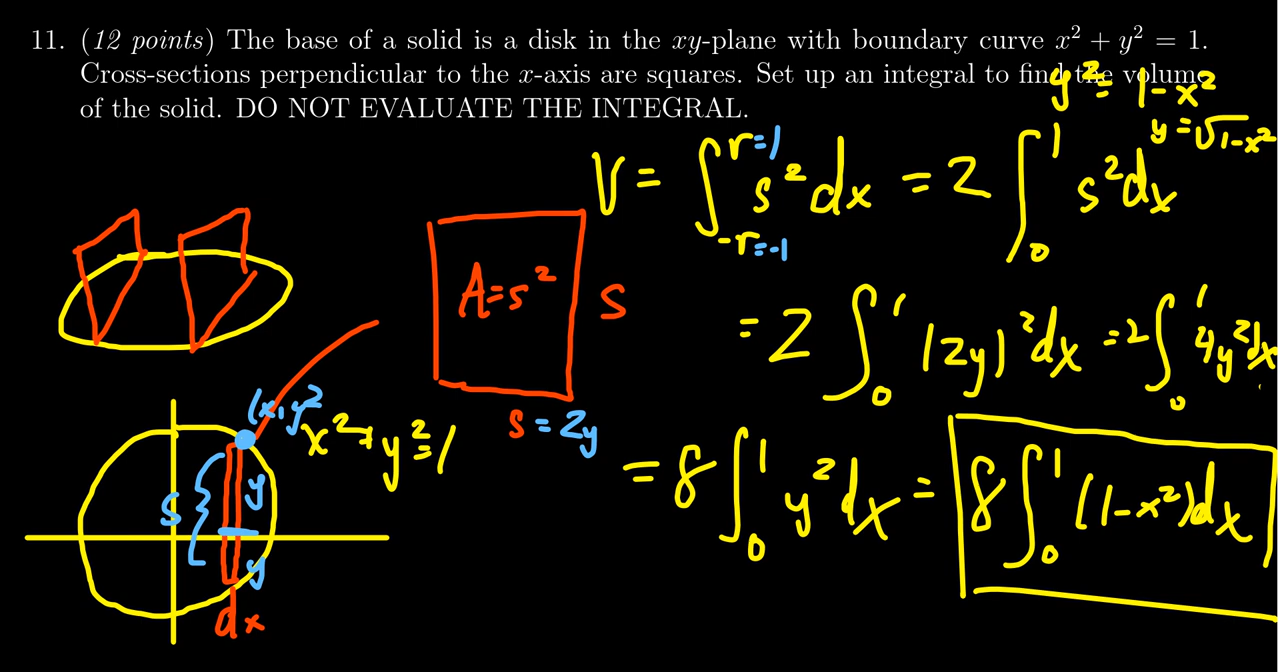 11. (12 points) The base of a solid is a disk in the xy-plane with boundary curve x² + y² = 1.
Cross-sections perpendicular to the x-axis are squares. Set up an integral to find the volume
of the solid. DO NOT EVALUATE THE INTEGRAL.
y² = 1-x²
y = √1-x²
V = ∫_{-r=-1}^{r=1} s² dx = 2 ∫_0^1 s² dx
A=s²
S
= 2 ∫_0^1 (2y)² dx = 2 ∫_0^1 4y² dx
(x, y²
s = 2y
x² + y² = 1
= 8 ∫_0^1 y² dx = 8 ∫_0^1 (1-x²) dx
y
S
y
dx